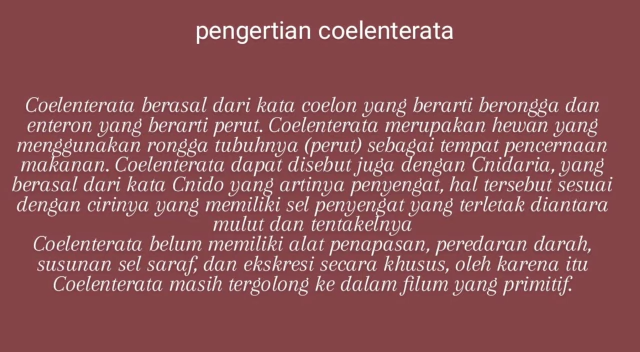 pengertian coelenterata
Coelenterata berasal dari kata coelon yang berarti berongga dan
enteron yang berarti perut. Coelenterata merupakan hewan yang
menggunakan rongga tubuhnya (perut) sebagai tempat pencernaan
makanan. Coelenterata dapat disebut juga dengan Cnidaria, yang
berasal dari kata Cnido yang artinya penyengat, hal tersebut sesuai
dengan cirinya yang memiliki sel penyengat yang terletak diantara
mulut dan tentakelnya
Coelenterata belum memiliki alat penapasan, peredaran darah,
susunan sel saraf, dan ekskresi secara khusus, oleh karena itu
Coelenterata masih tergolong ke dalam filum yang primitif.